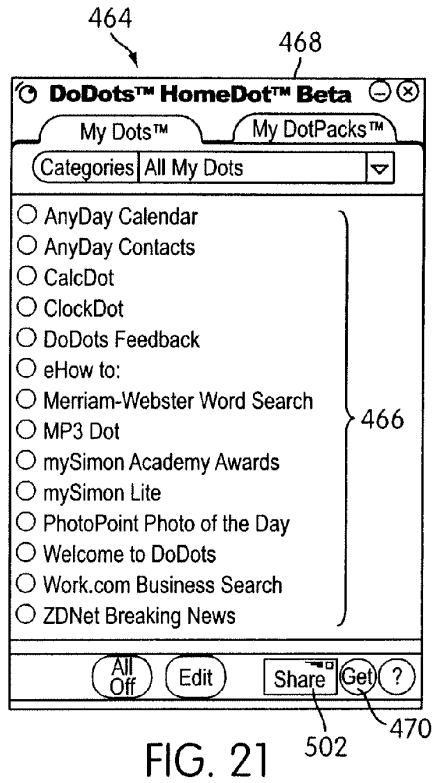 464
468
DoDots™ HomeDot™ Beta
My Dots™ My DotPacks™
Categories All My Dots
AnyDay Calendar
AnyDay Contacts
CalcDot
ClockDot
DoDots Feedback
eHow to:
Merriam-Webster Word Search
466
MP3 Dot
mySimon Academy Awards
mySimon Lite
PhotoPoint Photo of the Day
Welcome to DoDots
Work.com Business Search
ZDNet Breaking News
All Off Edit Share Get ?
502 470
FIG. 21